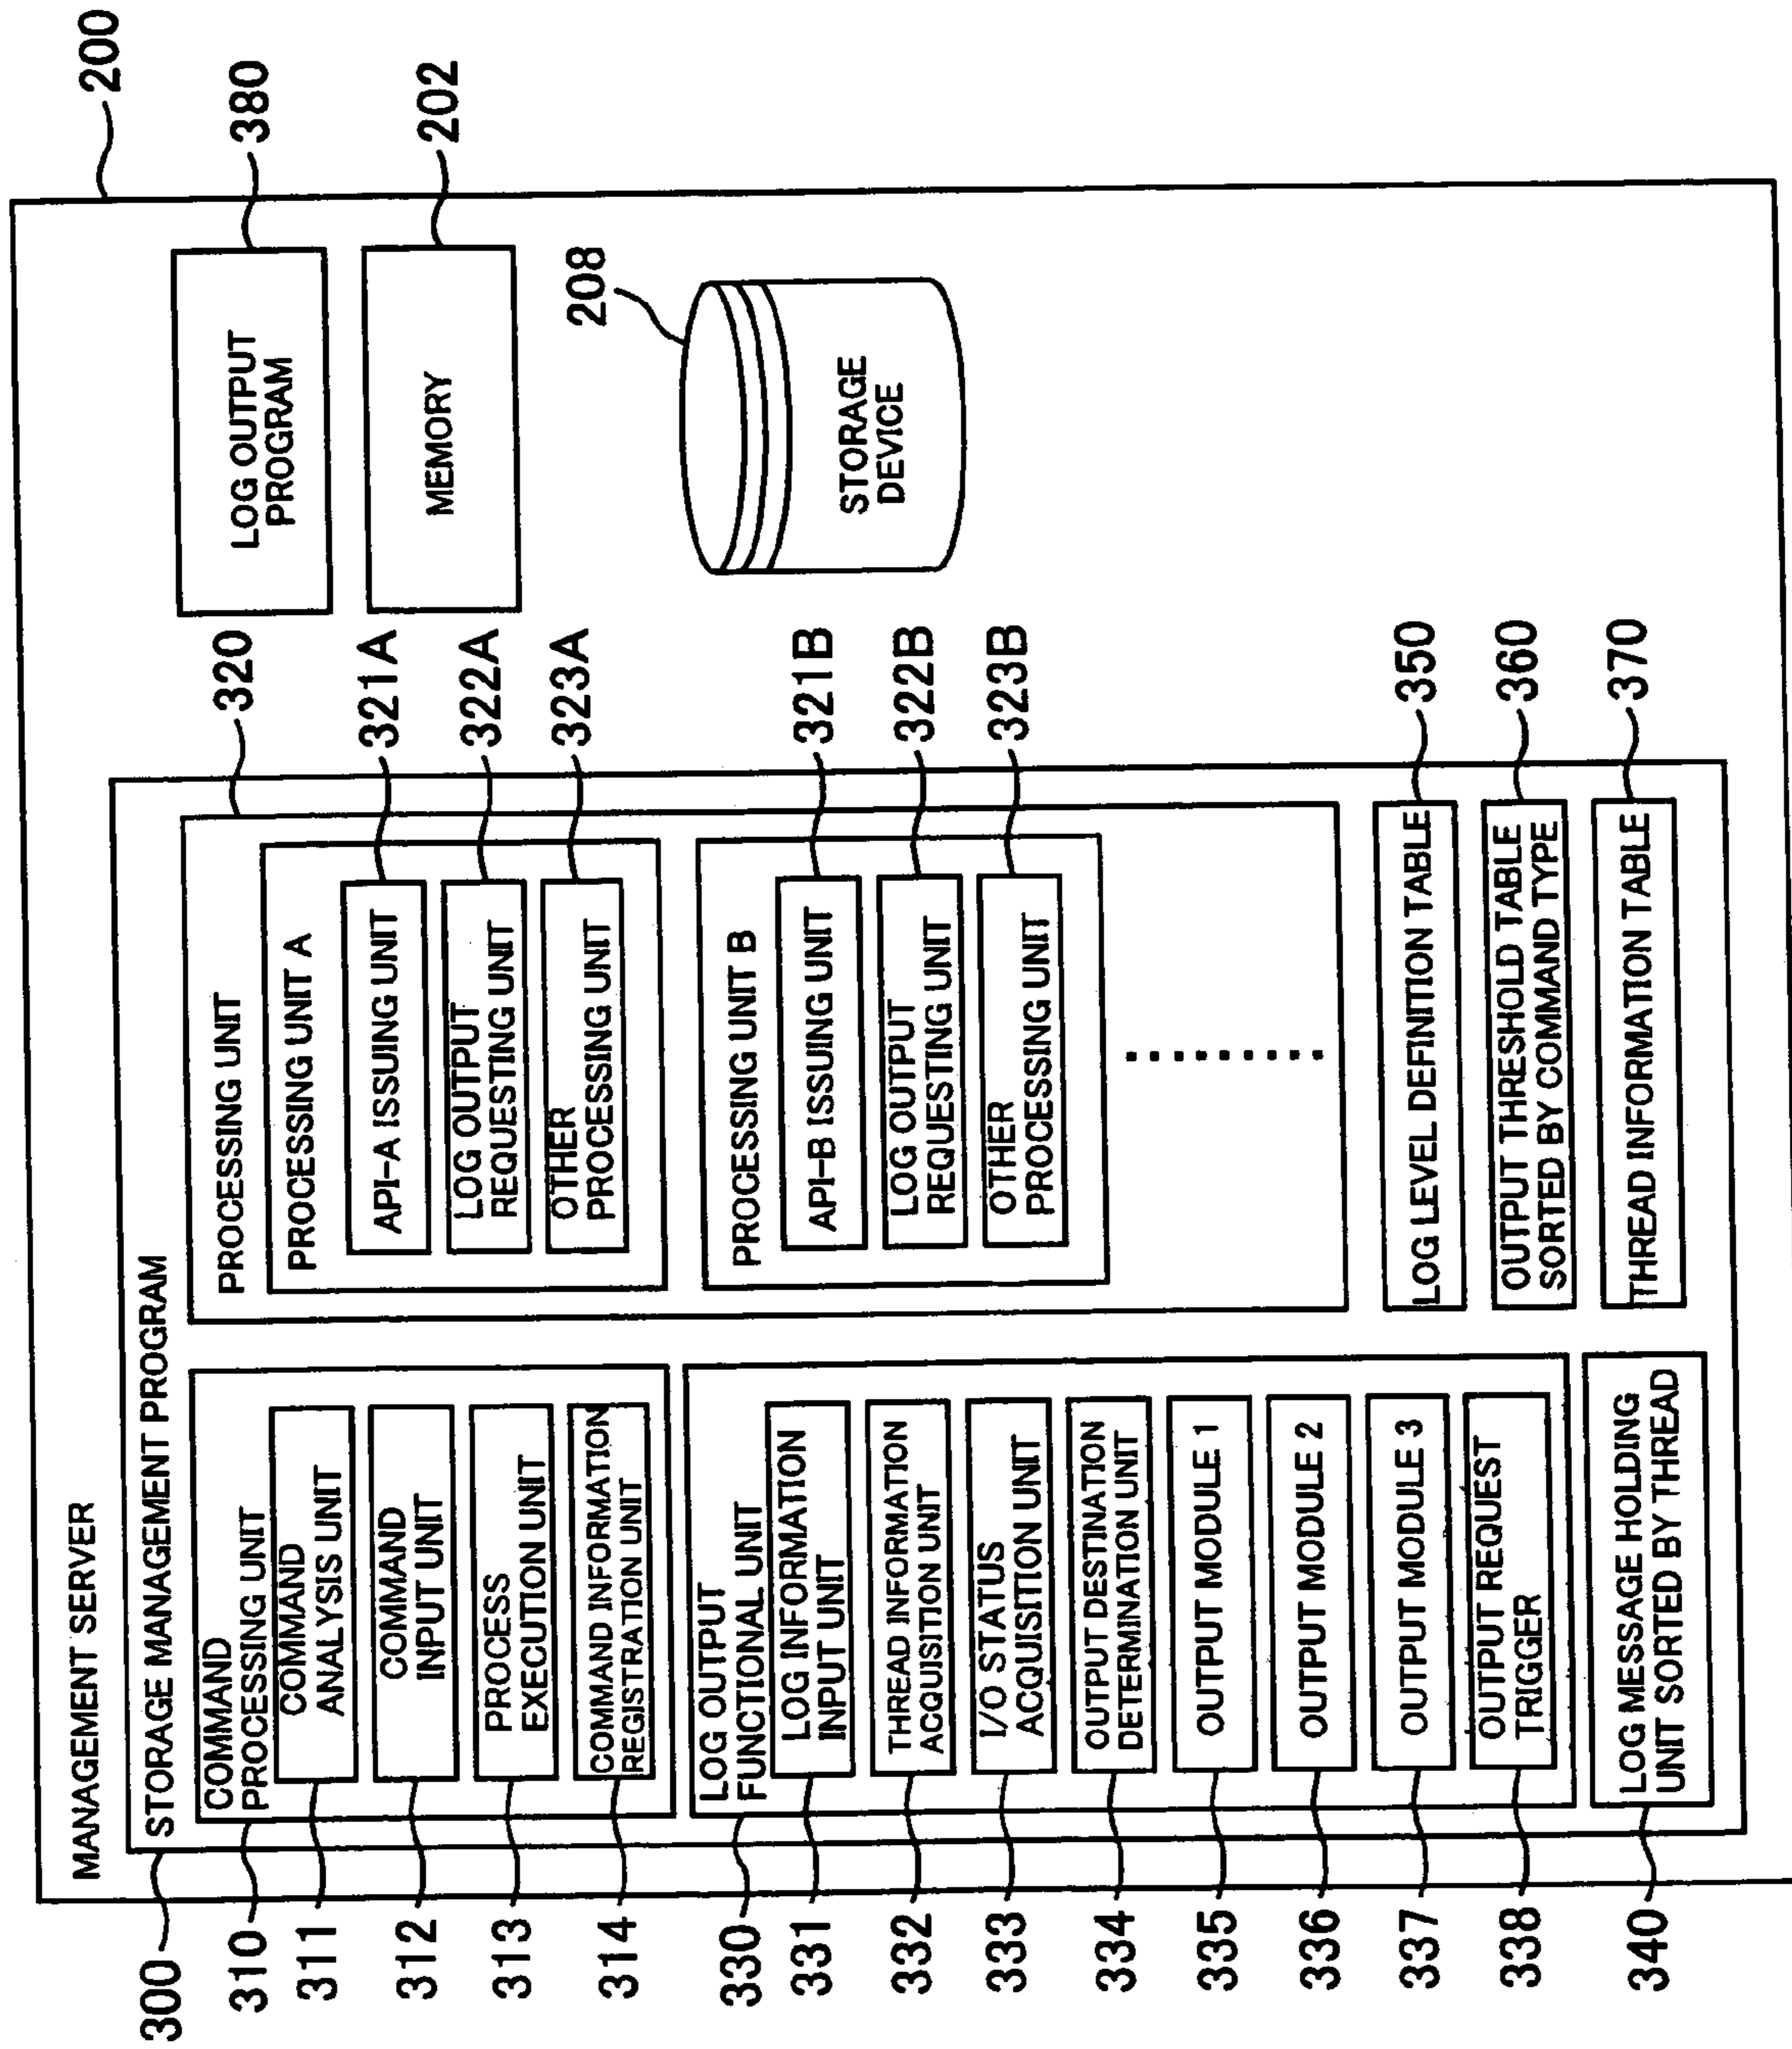 MANAGEMENT SERVER
200
STORAGE MANAGEMENT PROGRAM
300
COMMAND
PROCESSING UNIT
310
COMMAND
ANALYSIS UNIT
311
COMMAND
INPUT UNIT
312
PROCESS
EXECUTION UNIT
313
COMMAND INFORMATION
REGISTRATION UNIT
314
LOG OUTPUT
FUNCTIONAL UNIT
330
LOG INFORMATION
INPUT UNIT
331
THREAD INFORMATION
ACQUISITION UNIT
332
I/O STATUS
ACQUISITION UNIT
333
OUTPUT DESTINATION
DETERMINATION UNIT
334
OUTPUT MODULE 1
335
OUTPUT MODULE 2
336
OUTPUT MODULE 3
337
OUTPUT REQUEST
TRIGGER
338
LOG MESSAGE HOLDING
UNIT SORTED BY THREAD
340
PROCESSING UNIT
320
PROCESSING UNIT A
API-A ISSUING UNIT
321A
LOG OUTPUT
REQUESTING UNIT
322A
OTHER
PROCESSING UNIT
323A
PROCESSING UNIT B
API-B ISSUING UNIT
321B
LOG OUTPUT
REQUESTING UNIT
322B
OTHER
PROCESSING UNIT
323B
LOG LEVEL DEFINITION TABLE
350
OUTPUT THRESHOLD TABLE
SORTED BY COMMAND TYPE
360
THREAD INFORMATION TABLE
370
LOG OUTPUT
PROGRAM
380
MEMORY
202
STORAGE
DEVICE
208